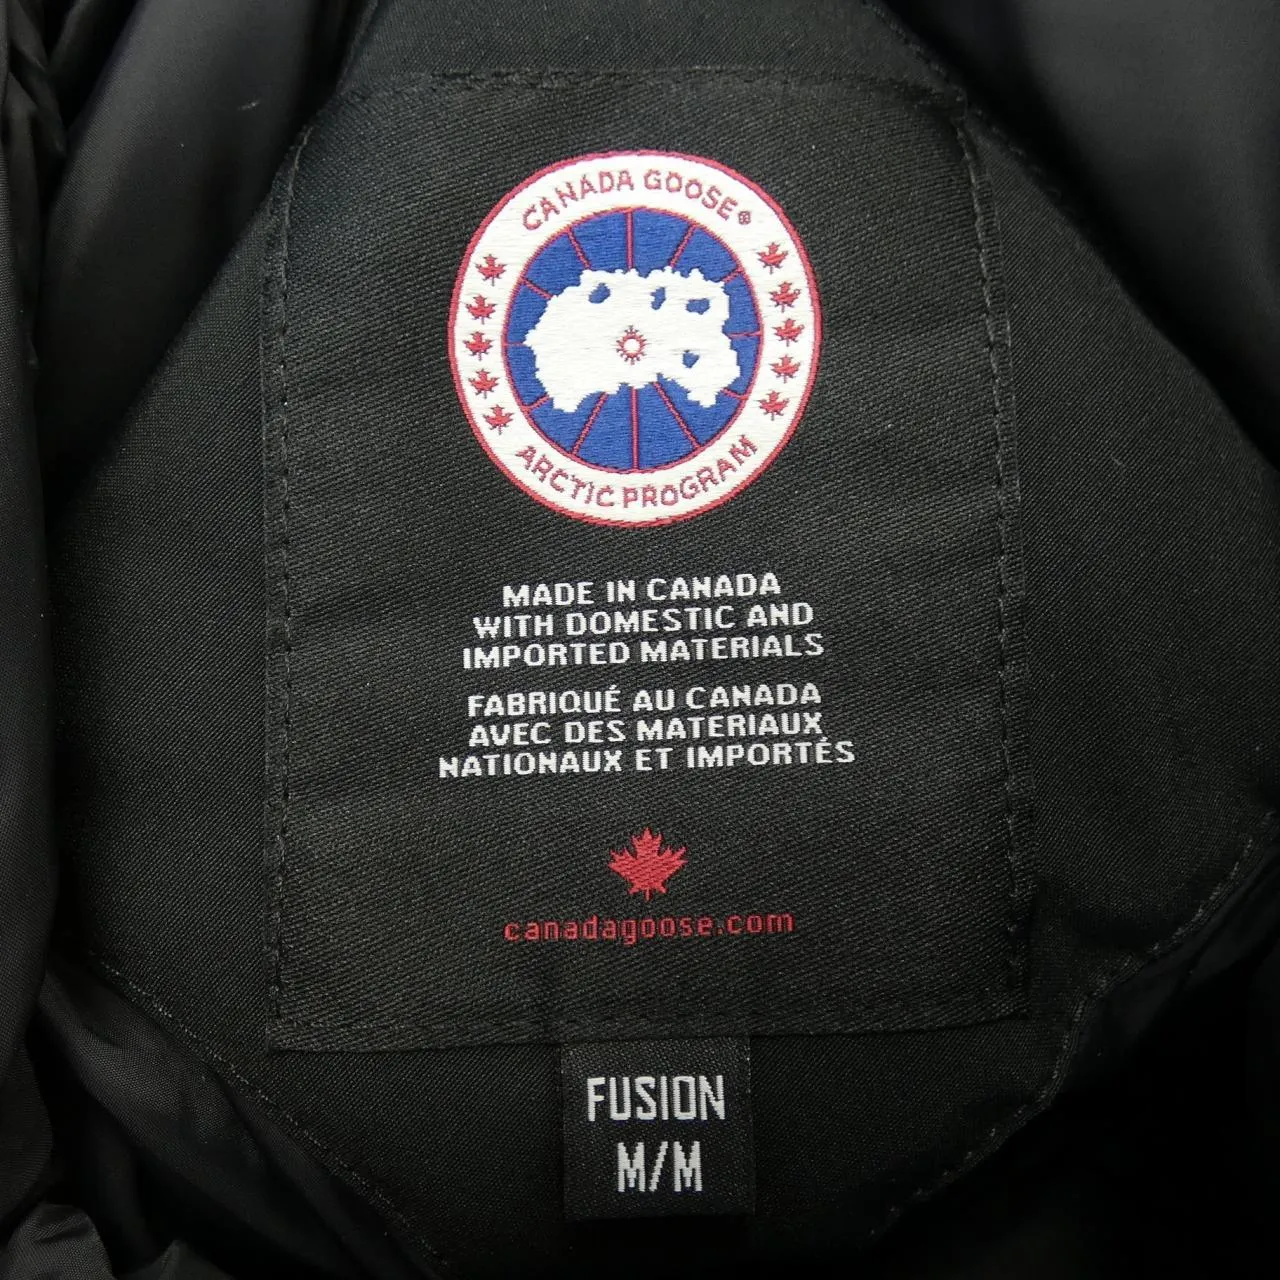 CANADA GOOSE®
ARCTIC PROGRAM
MADE IN CANADA
WITH DOMESTIC AND
IMPORTED MATERIALS
FABRIQUÉ AU CANADA
AVEC DES MATERIAUX
NATIONAUX ET IMPORTÉS
canadagoose.com
FUSION
M/M